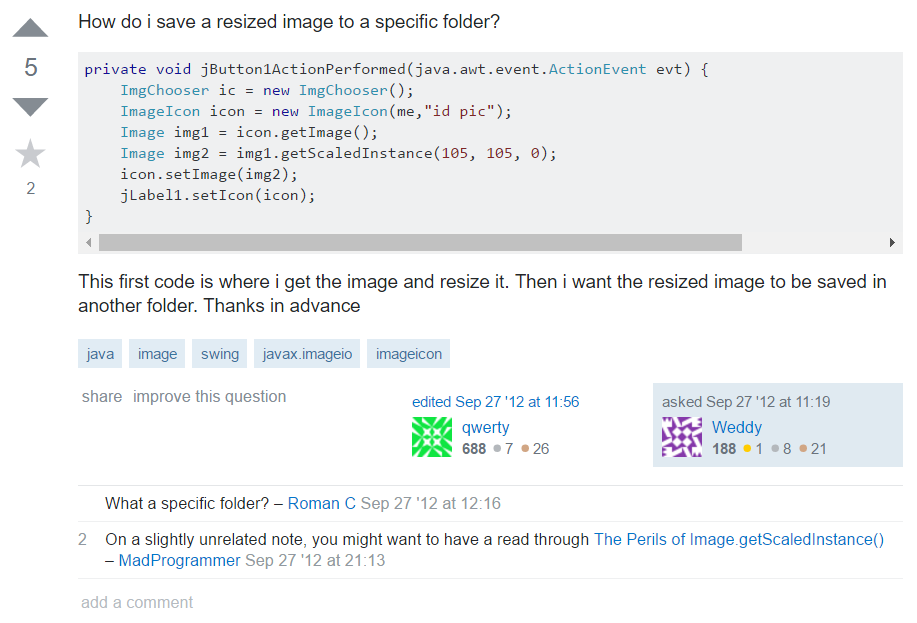 How do i save a resized image to a specific folder?
5
2
private void jButton1ActionPerformed(java.awt.event.ActionEvent evt) {
    ImgChooser ic = new ImgChooser();
    ImageIcon icon = new ImageIcon(me,"id pic");
    Image img1 = icon.getImage();
    Image img2 = img1.getScaledInstance(105, 105, 0);
    icon.setImage(img2);
    jLabel1.setIcon(icon);
}
This first code is where i get the image and resize it. Then i want the resized image to be saved in
another folder. Thanks in advance
java image swing javax.imageio imageicon
share improve this question
edited Sep 27 '12 at 11:56
qwerty
688 7 26
asked Sep 27 '12 at 11:19
Weddy
188 1 8 21
What a specific folder? – Roman C Sep 27 '12 at 12:16
2 On a slightly unrelated note, you might want to have a read through The Perils of Image.getScaledInstance()
– MadProgrammer Sep 27 '12 at 21:13
add a comment